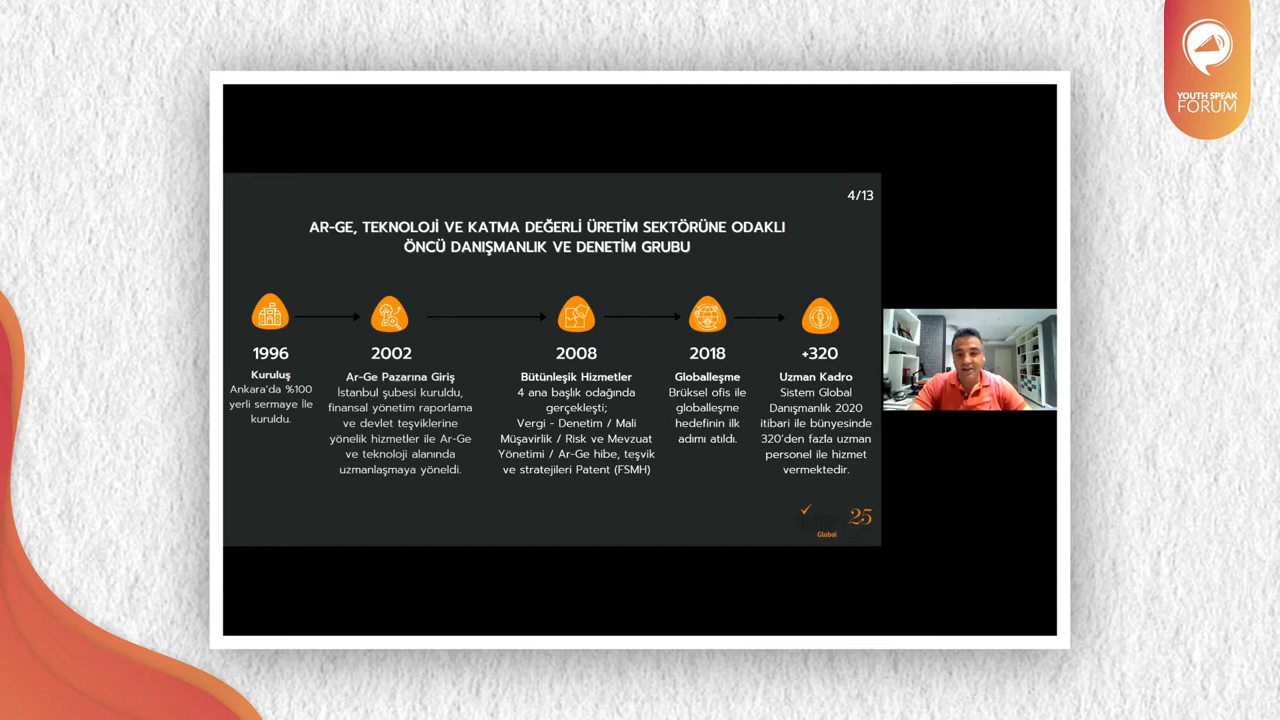 YOUTH SPEAK
FORUM
4/13
AR-GE, TEKNOLOJİ VE KATMA DEĞERLİ ÜRETİM SEKTÖRÜNE ODAKLI
ÖNCÜ DANIŞMANLIK VE DENETİM GRUBU
1996
Kuruluş
Ankara'da %100
yerli sermaye İle
kuruldu.
2002
Ar-Ge Pazarına Giriş
İstanbul şubesi kuruldu,
finansal yönetim raporlama
ve devlet teşviklerine
yönelik hizmetler ile Ar-Ge
ve teknoloji alanında
uzmanlaşmaya yöneldi.
2008
Bütünleşik Hizmetler
4 ana başlık odağında
gerçekleşti;
Vergi - Denetim / Mali
Müşavirlik / Risk ve Mevzuat
Yönetimi / Ar-Ge hibe, teşvik
ve stratejileri Patent (FSMH)
2018
Globalleşme
Brüksel ofis ile
globalleşme
hedefinin ilk
adımı atıldı.
+320
Uzman Kadro
Sistem Global
Danışmanlık 2020
itibari ile bünyesinde
320'den fazla uzman
personel ile hizmet
vermektedir.
Global
25